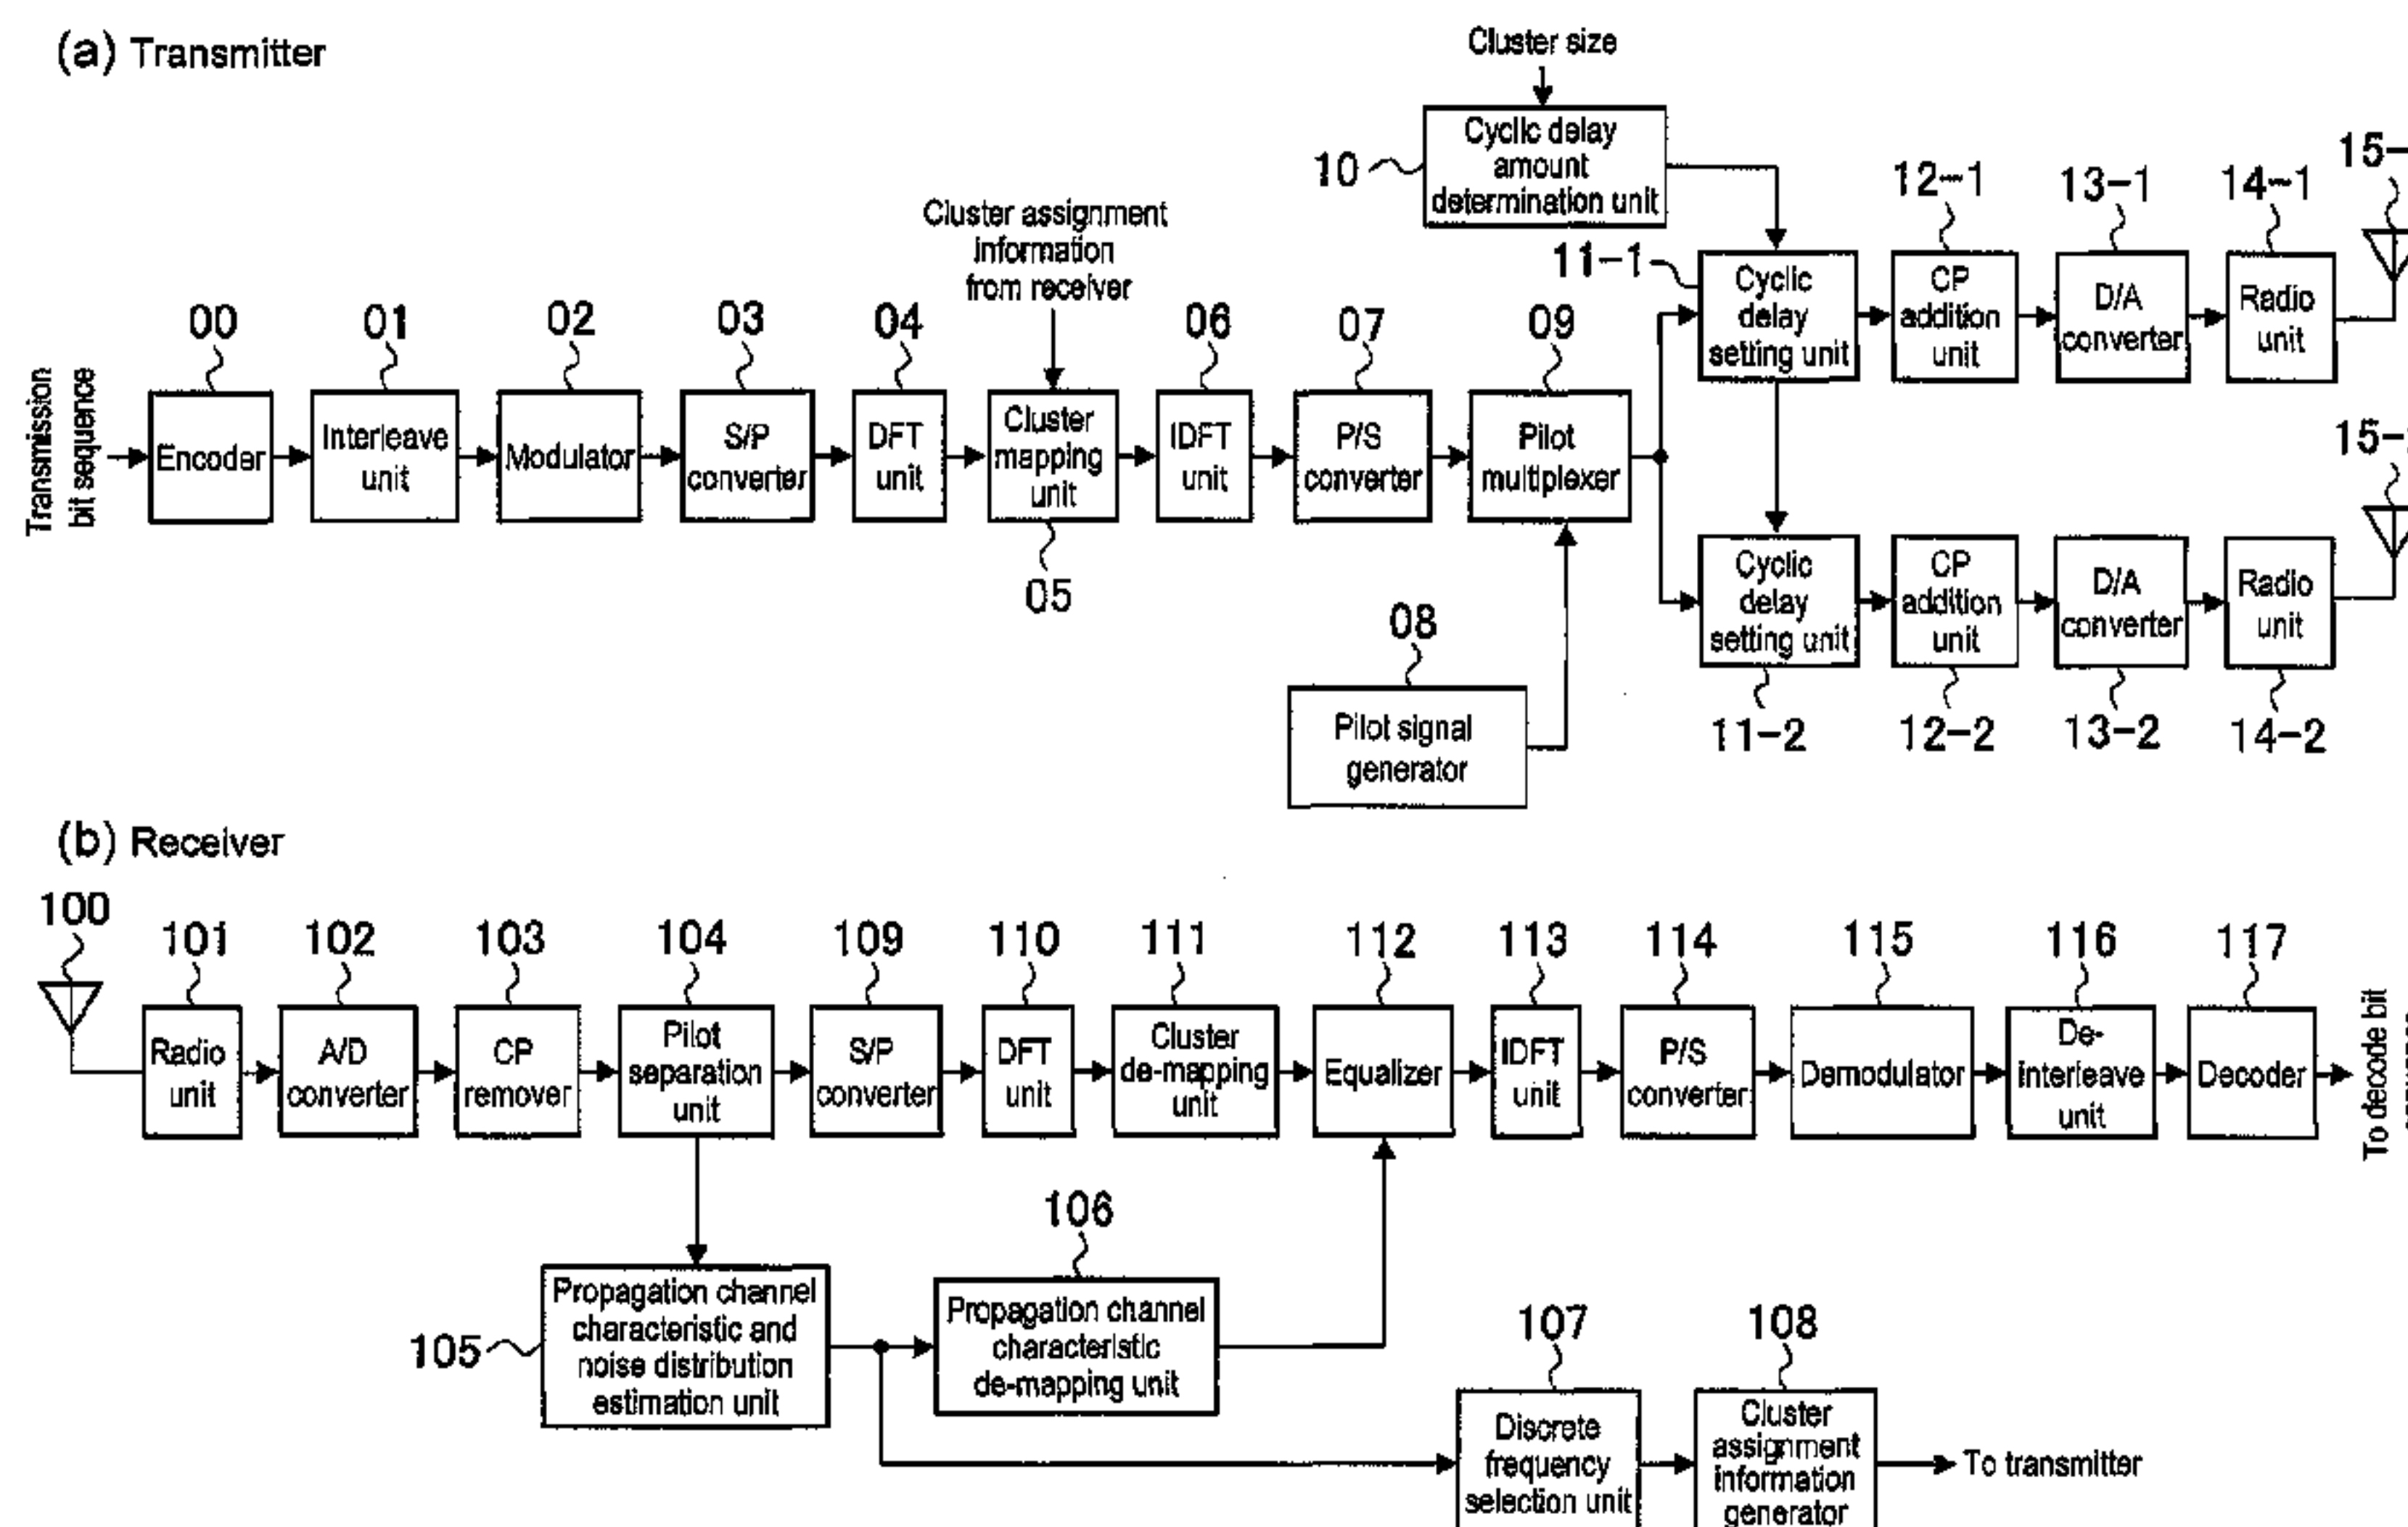 (a) Transmitter
Cluster size
Cyclic delay
amount
determination unit
10
Cluster assignment
information
from receiver
11-1
12-1
13-1
14-1
15-
Cyclic
delay
setting unit
CP
addition
unit
D/A
converter
Radio
unit
00
01
02
03
04
06
07
09
Transmission
bit sequence
Encoder
Interleave
unit
Modulator
S/P
converter
DFT
unit
Cluster
mapping
unit
05
IDFT
unit
P/S
converter
Pilot
multiplexer
15-
Cyclic
delay
setting unit
CP
addition
unit
D/A
converter
Radio
unit
11-2
12-2
13-2
14-2
08
Pilot signal
generator
(b) Receiver
100
101
102
103
104
109
110
111
112
113
114
115
116
117
Radio
unit
A/D
converter
CP
remover
Pilot
separation
unit
S/P
converter
DFT
unit
Cluster
de-mapping
unit
Equalizer
IDFT
unit
P/S
converter
Demodulator
De-
interleave
unit
Decoder
To decode bit
105
Propagation channel
characteristic and
noise distribution
estimation unit
106
Propagation channel
characteristic
de-mapping unit
107
Discrete
frequency
selection unit
108
Cluster
assignment
information
generator
To transmitter